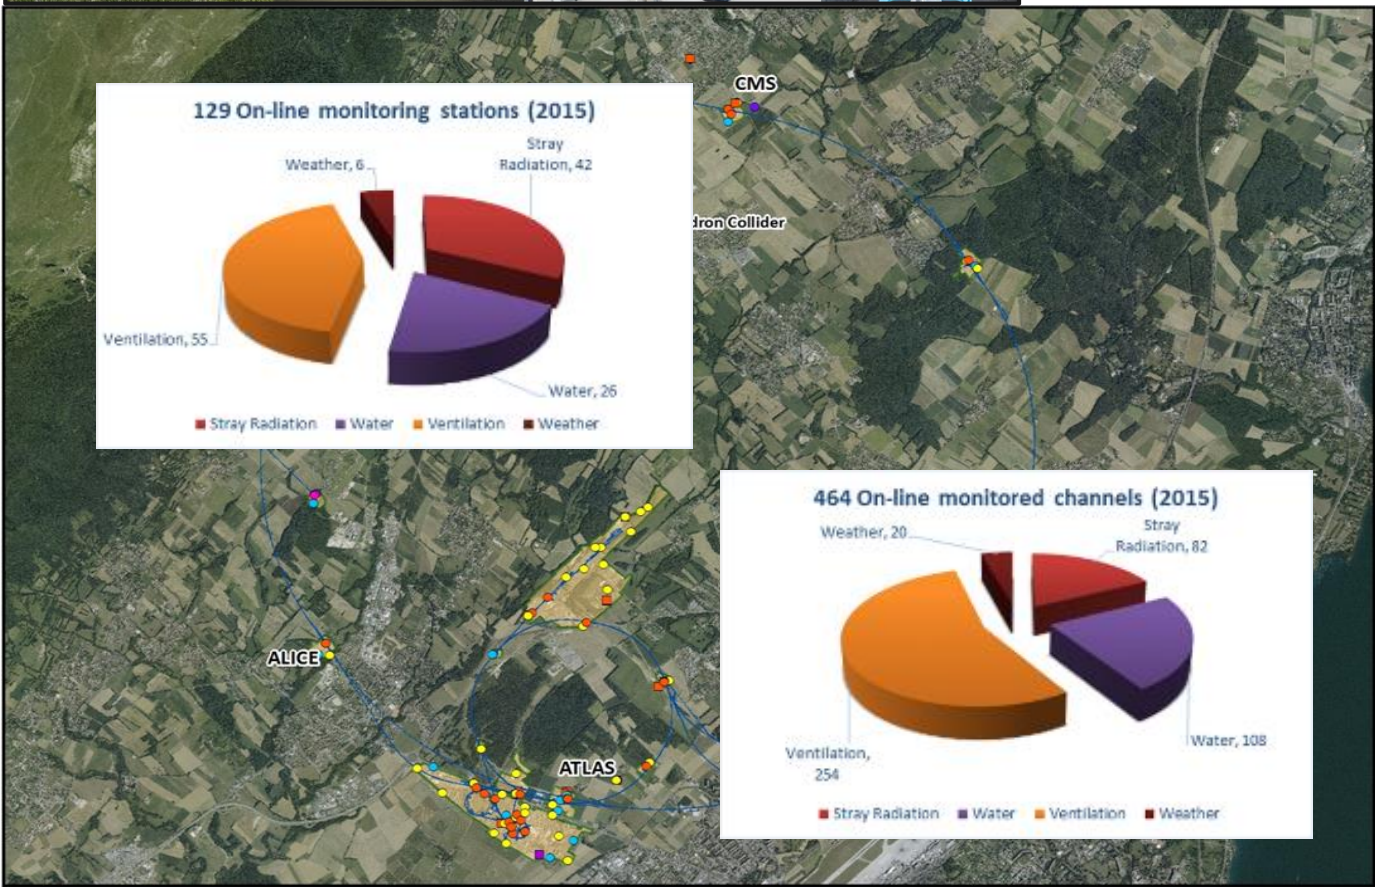 CMS
129 On-line monitoring stations (2015)
Stray
Radiation, 42
Weather, 6
Ventilation, 55
Water, 26
Stray Radiation
Water
Ventilation
Weather
dron Collider
464 On-line monitored channels (2015)
Weather, 20
Stray
Radiation, 82
Ventilation,
254
Water, 108
Stray Radiation
Water
Ventilation
Weather
ALICE
ATLAS